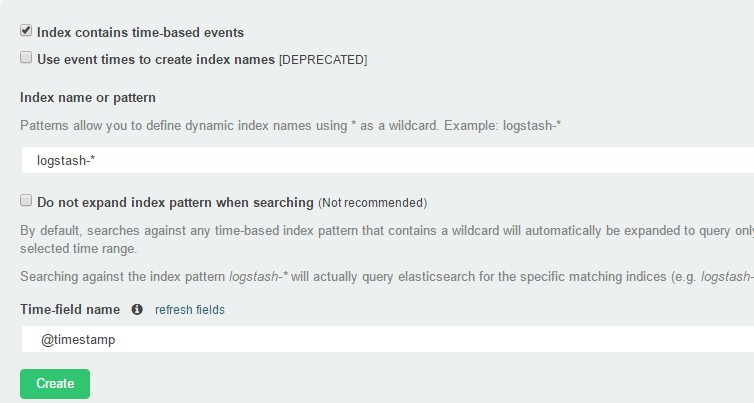 Index contains time-based events
Use event times to create index names [DEPRECATED]
Index name or pattern
Patterns allow you to define dynamic index names using * as a wildcard. Example: logstash-*
logstash-*
Do not expand index pattern when searching (Not recommended)
By default, searches against any time-based index pattern that contains a wildcard will automatically be expanded to query only
selected time range.
Searching against the index pattern logstash-* will actually query elasticsearch for the specific matching indices (e.g. logstash-
Time-field name refresh fields
@timestamp
Create